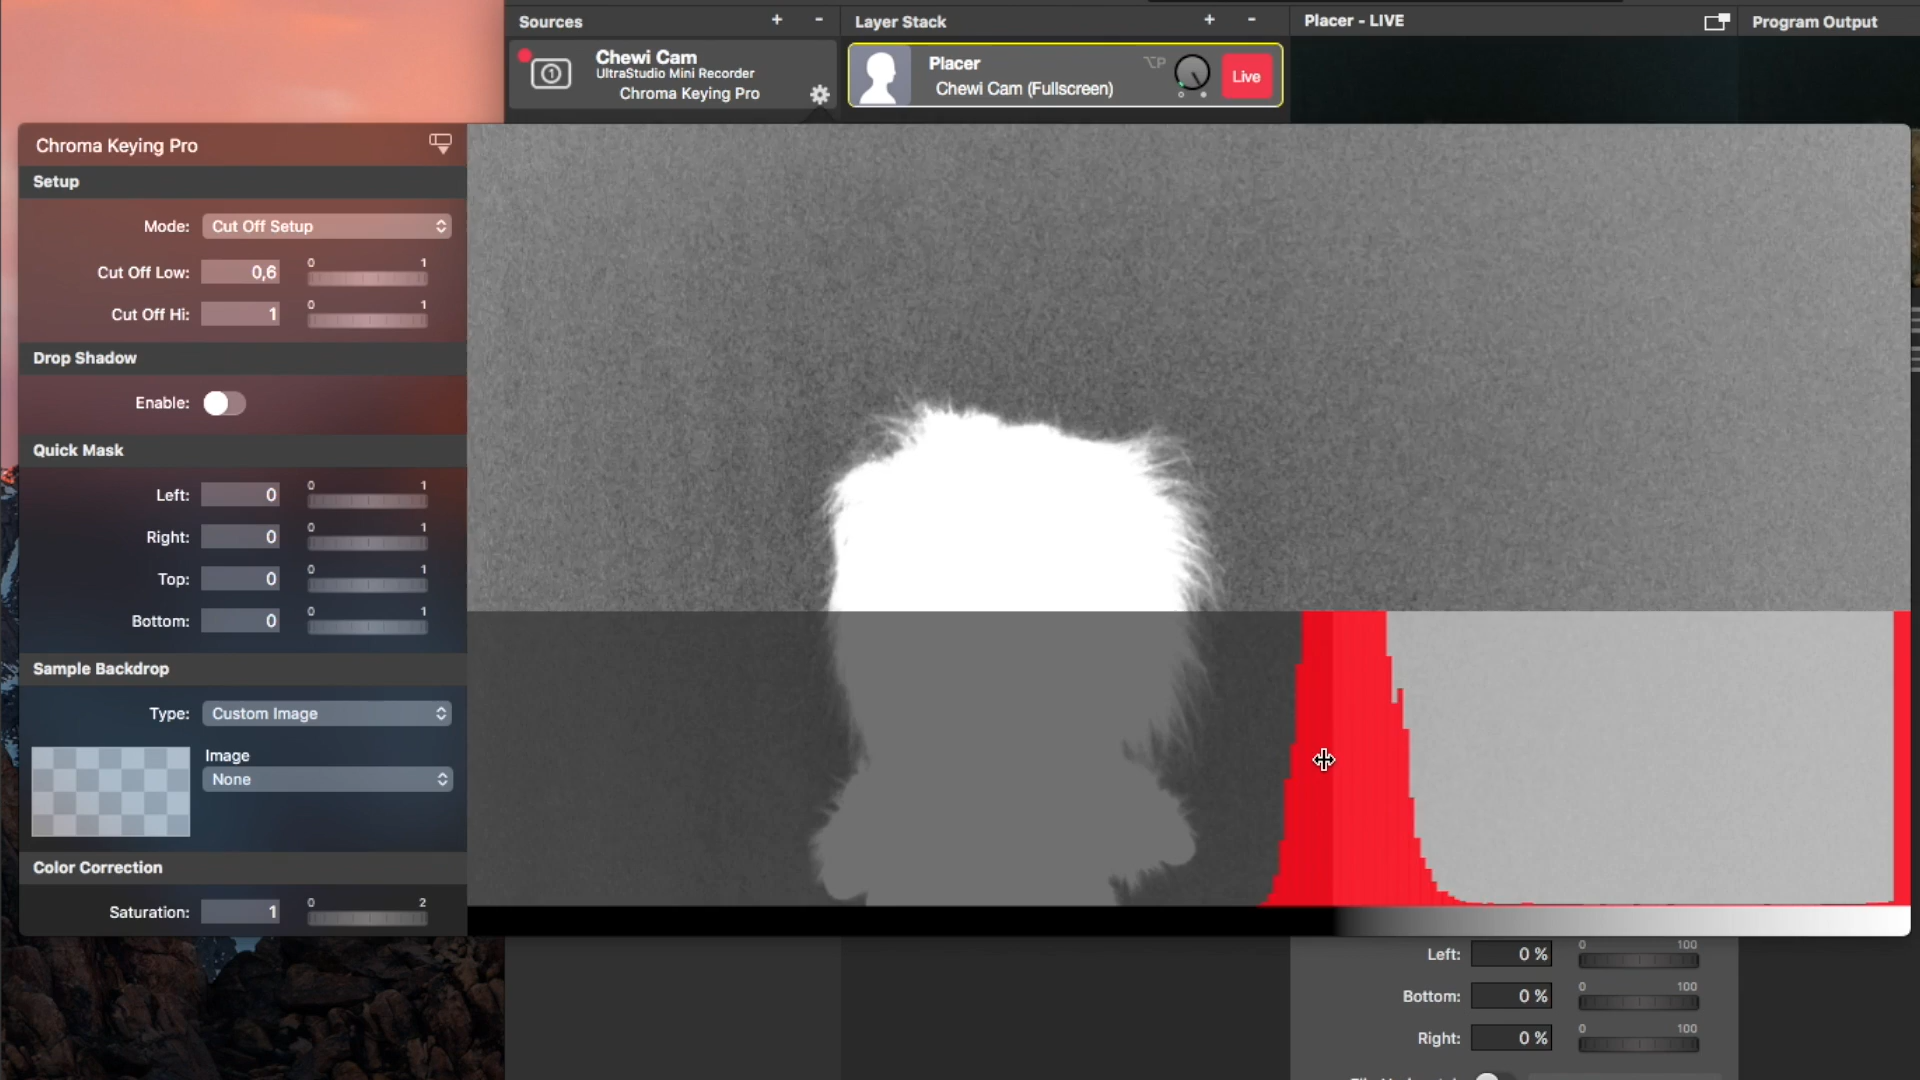 Sources + -
Layer Stack + -
Placer - LIVE
Program Output
Chewi Cam
UltraStudio Mini Recorder
Chroma Keying Pro
1
Placer
Chewi Cam (Fullscreen)
⌥P
Live
Chroma Keying Pro
Setup
Mode: Cut Off Setup
Cut Off Low: 0,6 0 1
Cut Off Hi: 1 0 1
Drop Shadow
Enable:
Quick Mask
Left: 0 0 1
Right: 0 0 1
Top: 0 0 1
Bottom: 0 0 1
Sample Backdrop
Type: Custom Image
Image
None
Color Correction
Saturation: 1 0 2
Left: 0 % 0 100
Bottom: 0 % 0 100
Right: 0 % 0 100